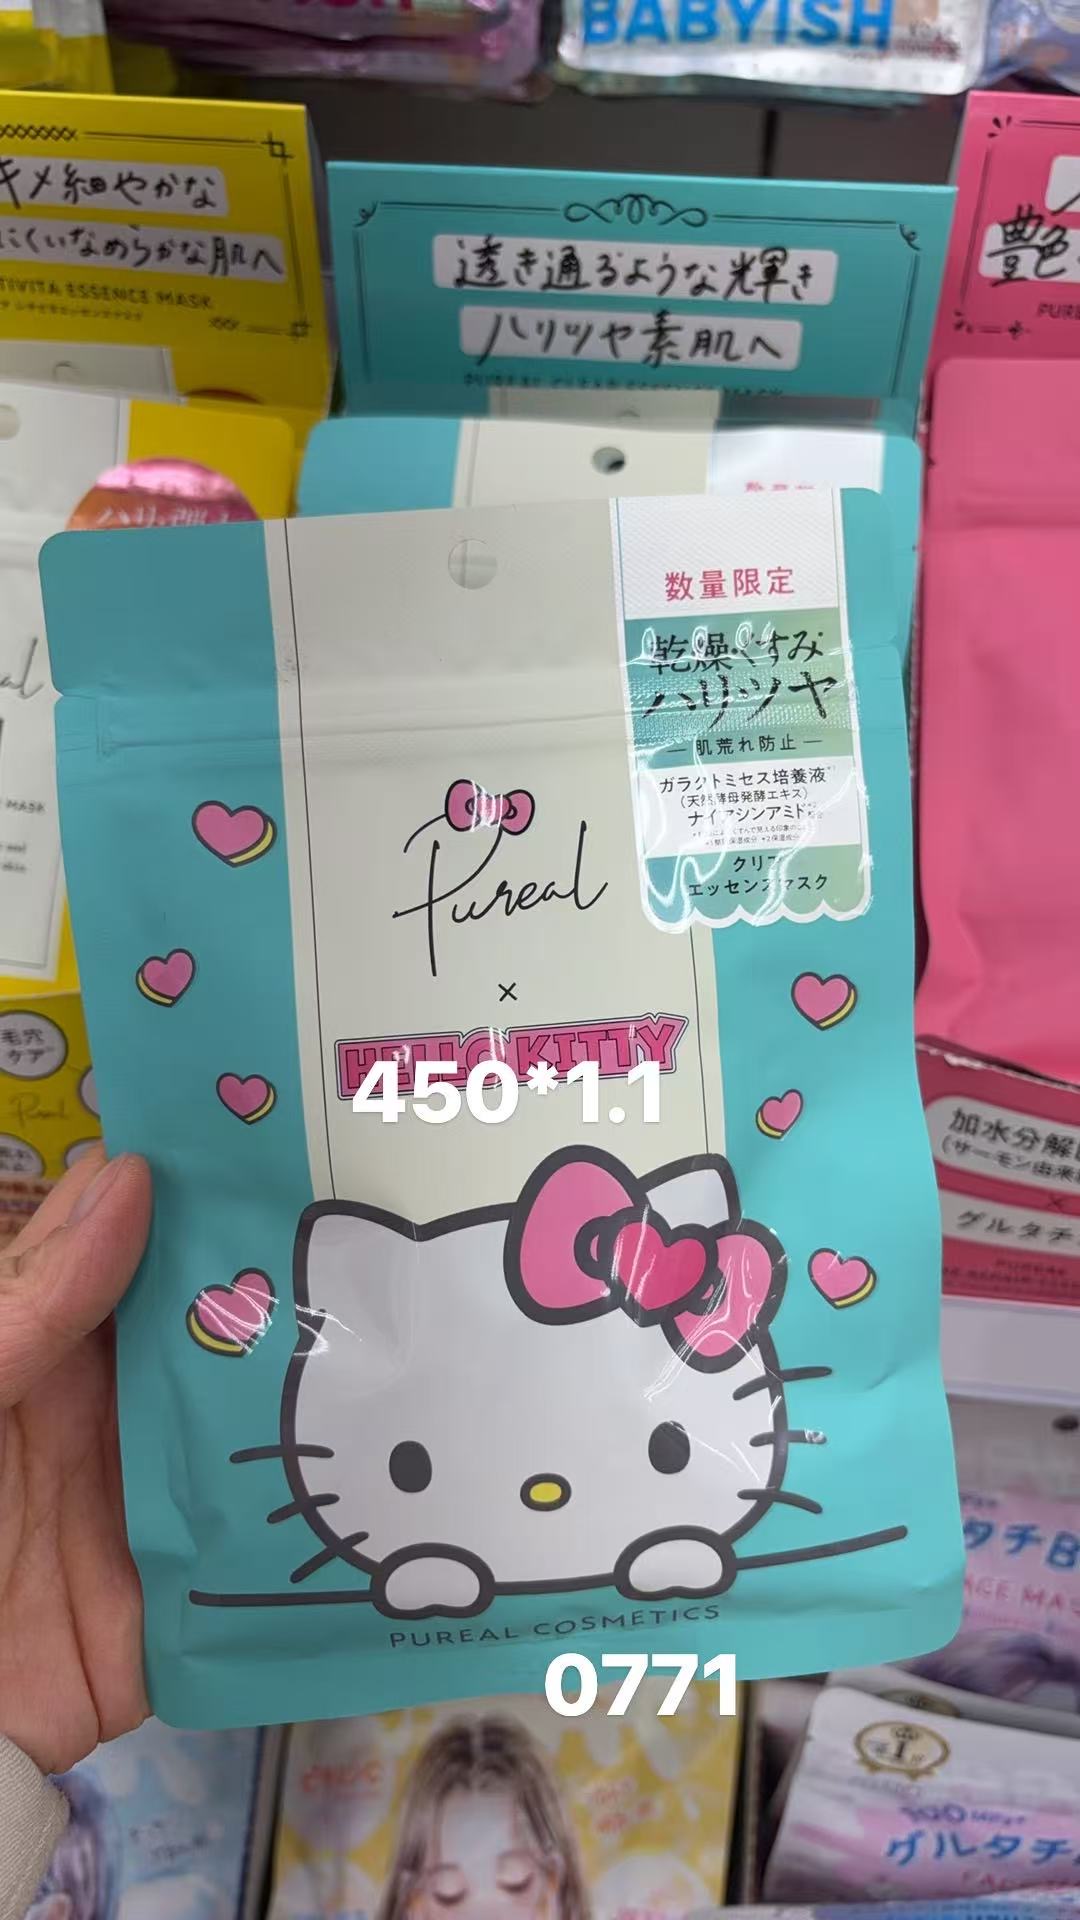 BABYISH
キメ細やかな
にくいなめらかな肌へ
TIVITA ESSENCE MASK
透き通るような輝き
ハリツヤ素肌へ
艶
数量限定
乾燥・くすみ
ハリ・ツヤ
― 肌荒れ防止 ―
ガラクトミセス培養液
(天然酵母発酵エキス)
ナイアシンアミド
クリア
エッセンスマスク
Pureal
×
HELLO KITTY
450*1.1
毛穴
ケア
加水分解
(サーモン由来
×
グルタチ
PUREAL COSMETICS
0771
タチB
グルタチ